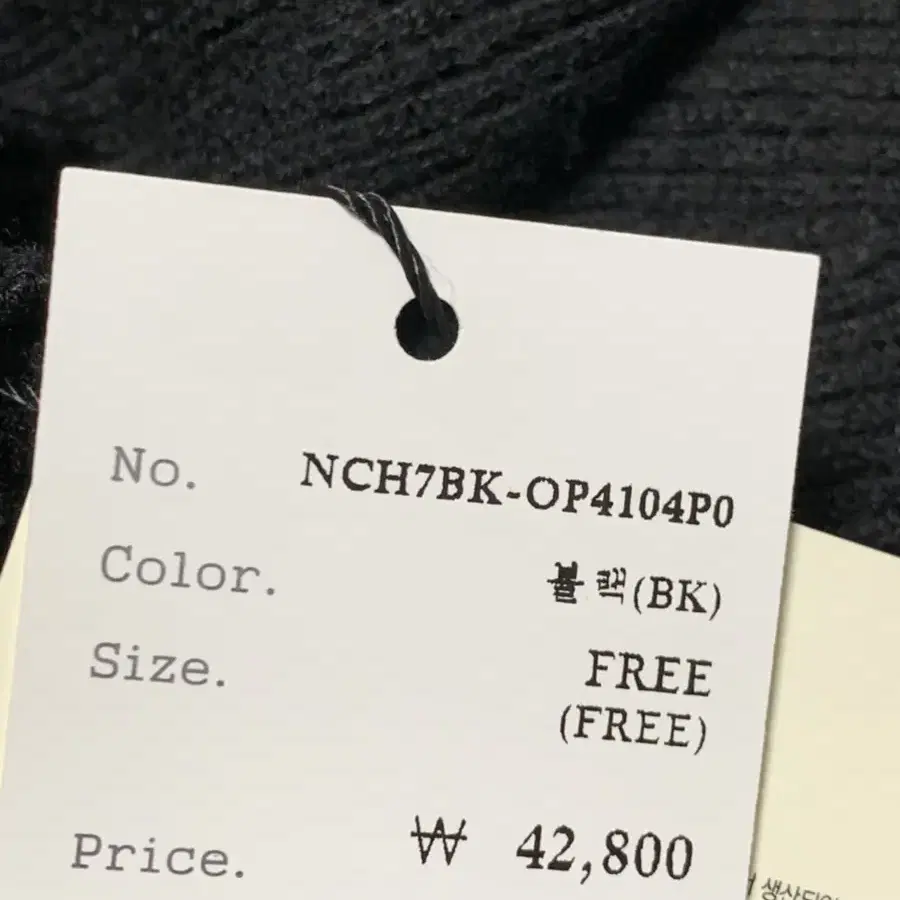 No. NCH7BK-OP4104P0
Color. 블랙(BK)
Size. FREE
(FREE)
Price. ₩ 42,800